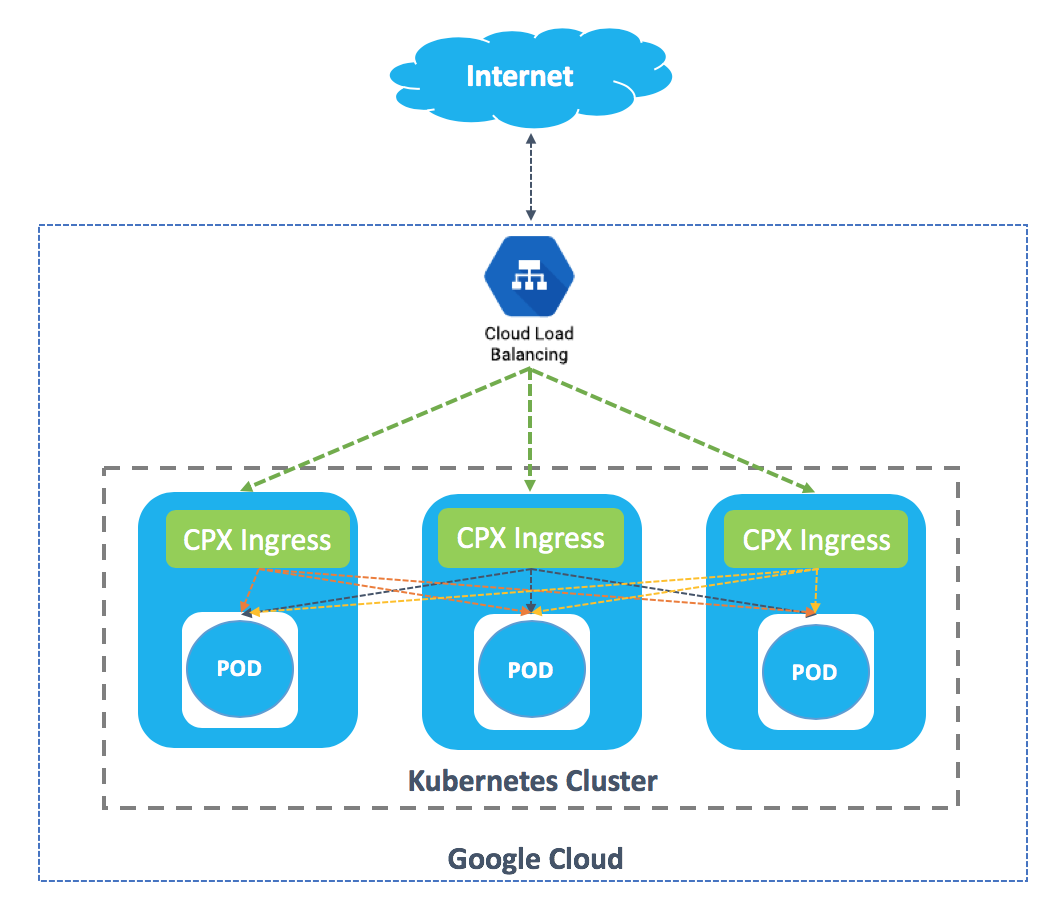 Internet
Cloud Load
Balancing
CPX Ingress
CPX Ingress
CPX Ingress
POD
POD
POD
Kubernetes Cluster
Google Cloud